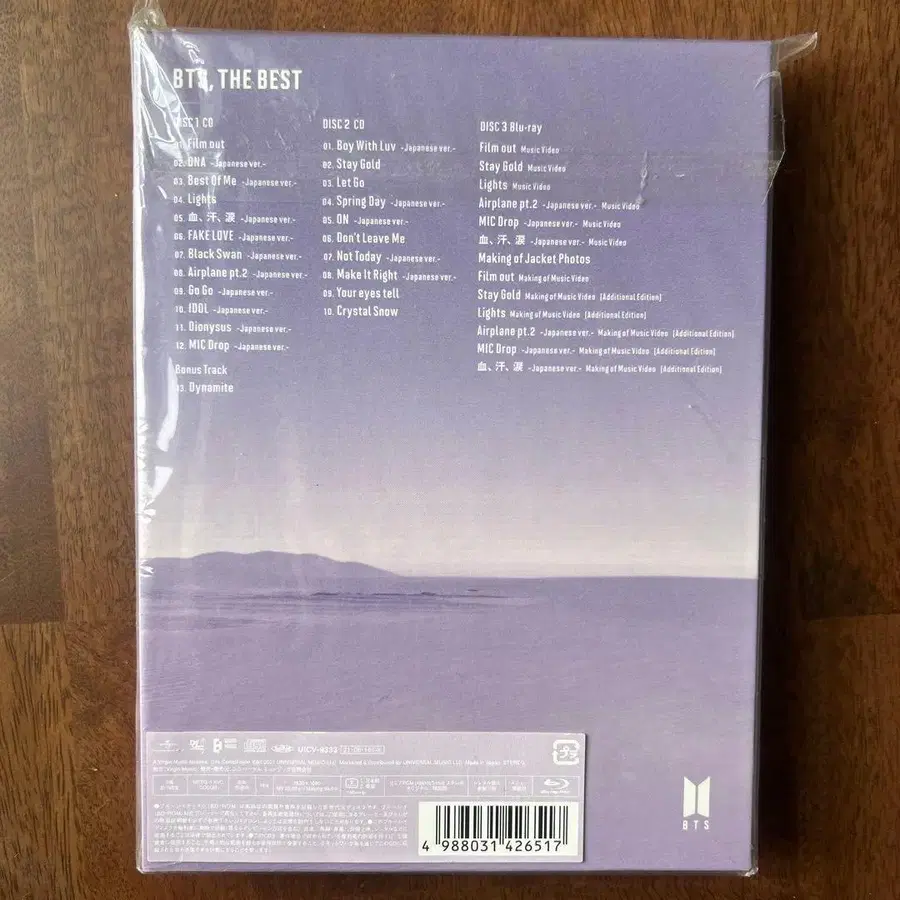 BTS, THE BEST
DISC 1 CD
01. Film out
02. DNA -Japanese ver.-
03. Best Of Me -Japanese ver.-
04. Lights
05. 血、汗、涙 -Japanese ver.-
06. FAKE LOVE -Japanese ver.-
07. Black Swan -Japanese ver.-
08. Airplane pt.2 -Japanese ver.-
09. Go Go -Japanese ver.-
10. IDOL -Japanese ver.-
11. Dionysus -Japanese ver.-
12. MIC Drop -Japanese ver.-
Bonus Track
13. Dynamite
DISC 2 CD
01. Boy With Luv -Japanese ver.-
02. Stay Gold
03. Let Go
04. Spring Day -Japanese ver.-
05. ON -Japanese ver.-
06. Don't Leave Me
07. Not Today -Japanese ver.-
08. Make It Right -Japanese ver.-
09. Your eyes tell
10. Crystal Snow
DISC 3 Blu-ray
Film out Music Video
Stay Gold Music Video
Lights Music Video
Airplane pt.2 -Japanese ver.- Music Video
MIC Drop -Japanese ver.- Music Video
血、汗、涙 -Japanese ver.- Music Video
Making of Jacket Photos
Film out Making of Music Video
Stay Gold Making of Music Video [Additional Edition]
Lights Making of Music Video [Additional Edition]
Airplane pt.2 -Japanese ver.- Making of Music Video [Additional Edition]
MIC Drop -Japanese ver.- Making of Music Video [Additional Edition]
血、汗、涙 -Japanese ver.- Making of Music Video [Additional Edition]
プラ
4 988031 426517
BTS